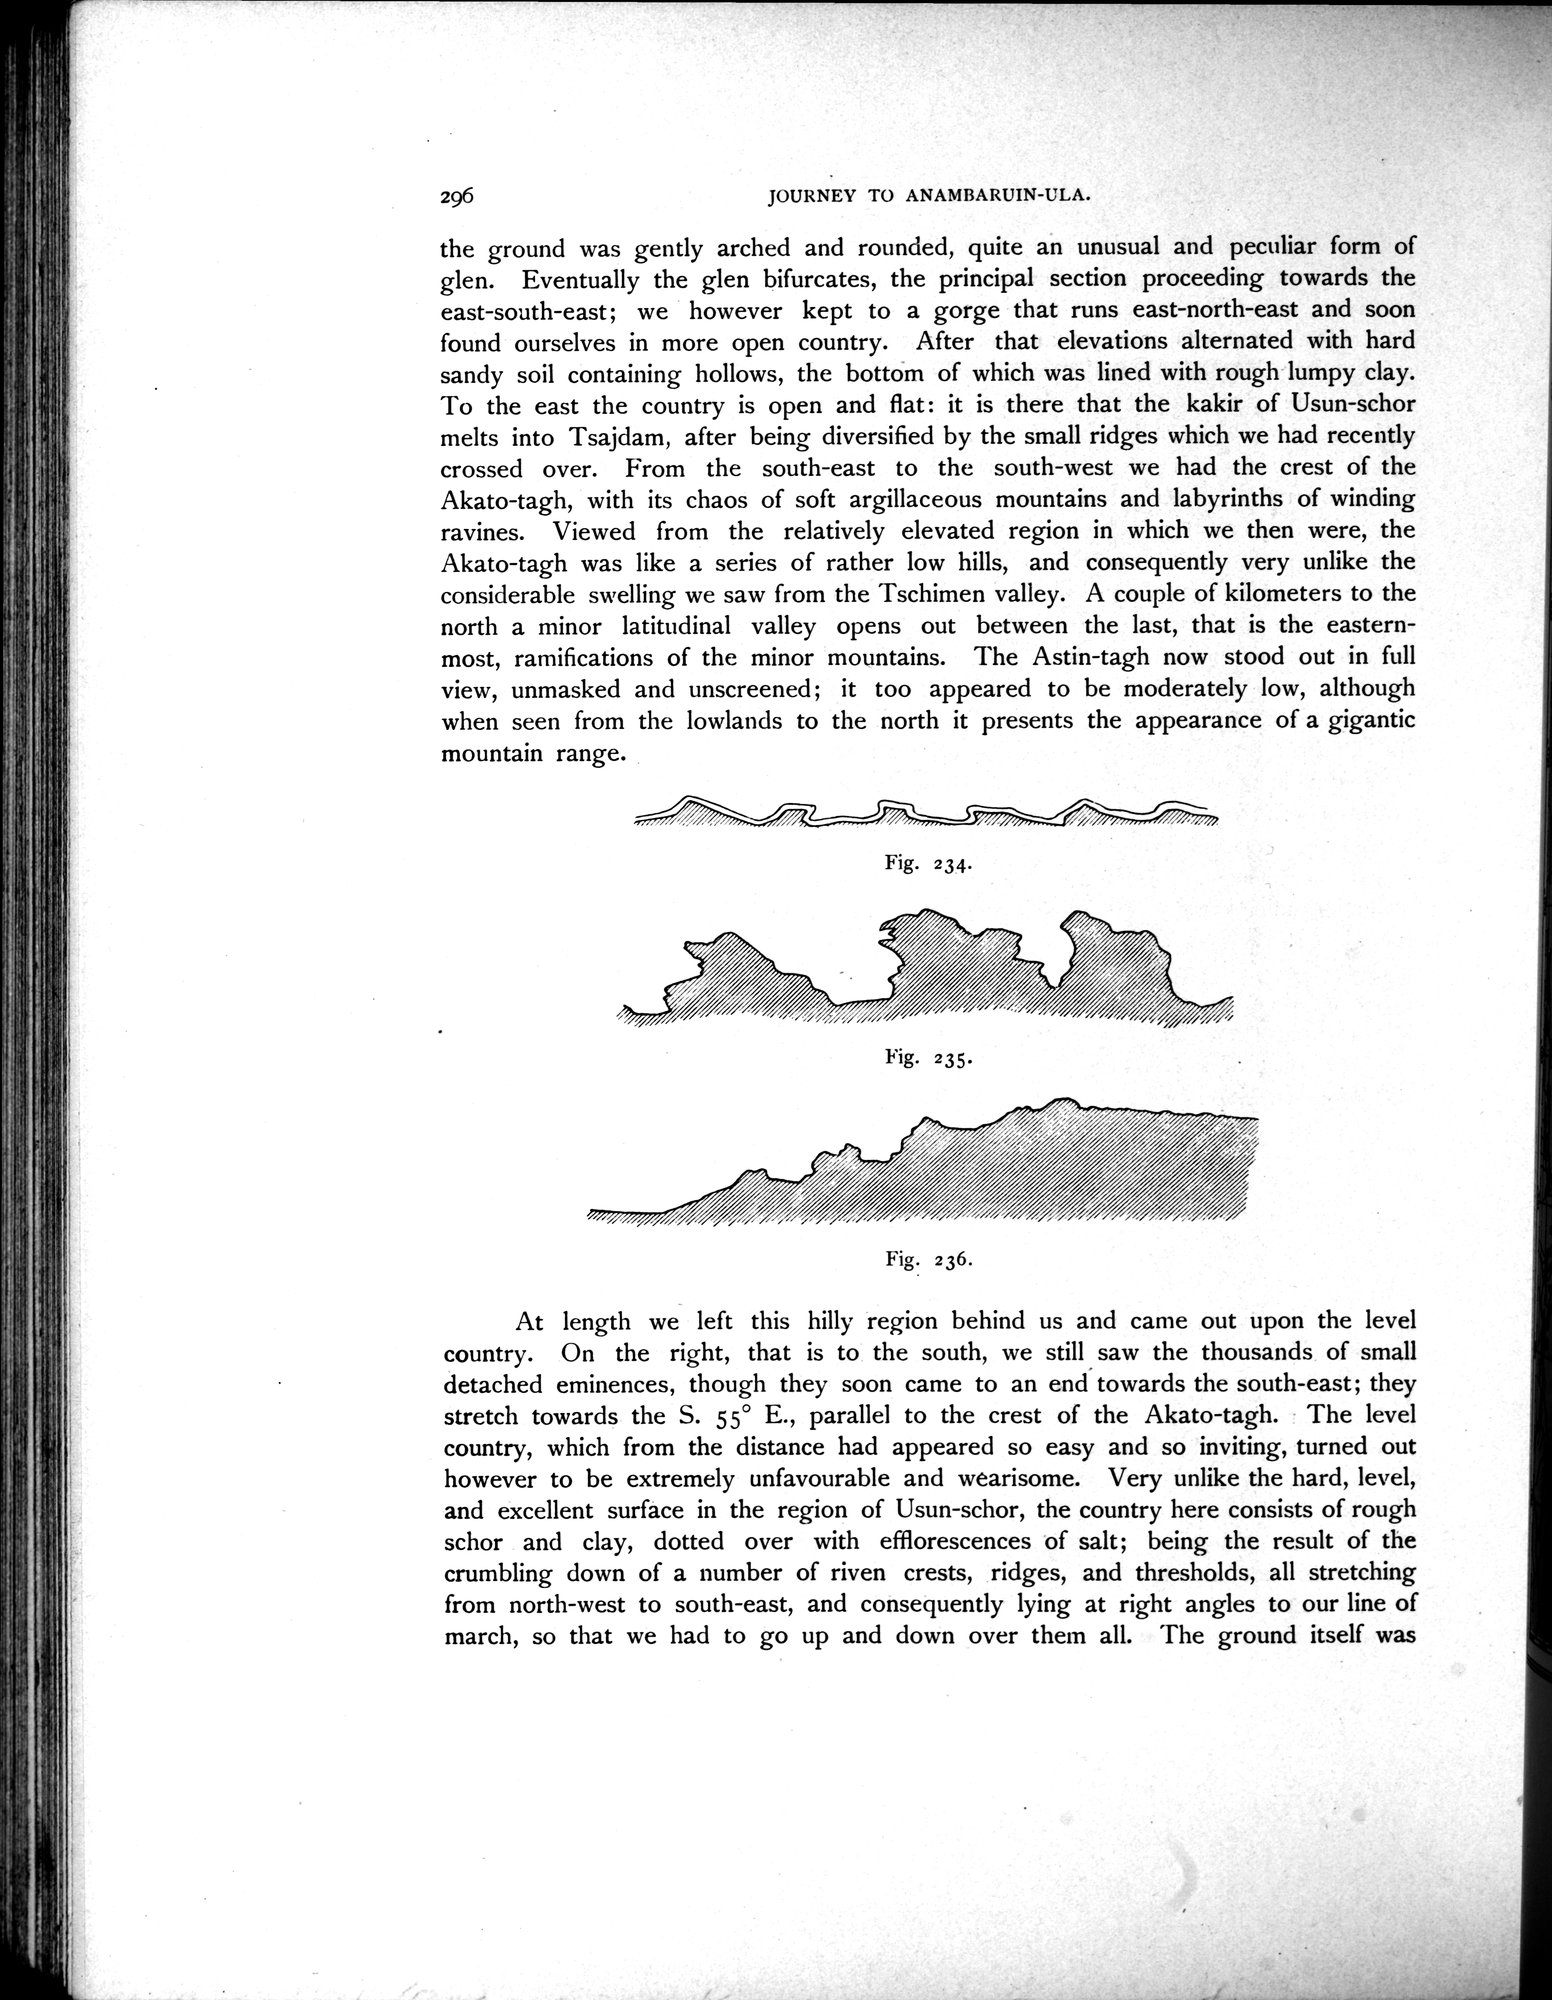 296 JOURNEY TO ANAMBARUIN-ULA.
the ground was gently arched and rounded, quite an unusual and peculiar form of
glen. Eventually the glen bifurcates, the principal section proceeding towards the
east-south-east; we however kept to a gorge that runs east-north-east and soon
found ourselves in more open country. After that elevations alternated with hard
sandy soil containing hollows, the bottom of which was lined with rough lumpy clay.
To the east the country is open and flat: it is there that the kakir of Usun-schor
melts into Tsajdam, after being diversified by the small ridges which we had recently
crossed over. From the south-east to the south-west we had the crest of the
Akato-tagh, with its chaos of soft argillaceous mountains and labyrinths of winding
ravines. Viewed from the relatively elevated region in which we then were, the
Akato-tagh was like a series of rather low hills, and consequently very unlike the
considerable swelling we saw from the Tschimen valley. A couple of kilometers to the
north a minor latitudinal valley opens out between the last, that is the eastern-
most, ramifications of the minor mountains. The Astin-tagh now stood out in full
view, unmasked and unscreened; it too appeared to be moderately low, although
when seen from the lowlands to the north it presents the appearance of a gigantic
mountain range.
Fig. 234.
Fig. 235.
Fig. 236.
At length we left this hilly region behind us and came out upon the level
country. On the right, that is to the south, we still saw the thousands of small
detached eminences, though they soon came to an end towards the south-east; they
stretch towards the S. 55° E., parallel to the crest of the Akato-tagh. The level
country, which from the distance had appeared so easy and so inviting, turned out
however to be extremely unfavourable and wearisome. Very unlike the hard, level,
and excellent surface in the region of Usun-schor, the country here consists of rough
schor and clay, dotted over with efflorescences of salt; being the result of the
crumbling down of a number of riven crests, ridges, and thresholds, all stretching
from north-west to south-east, and consequently lying at right angles to our line of
march, so that we had to go up and down over them all. The ground itself was